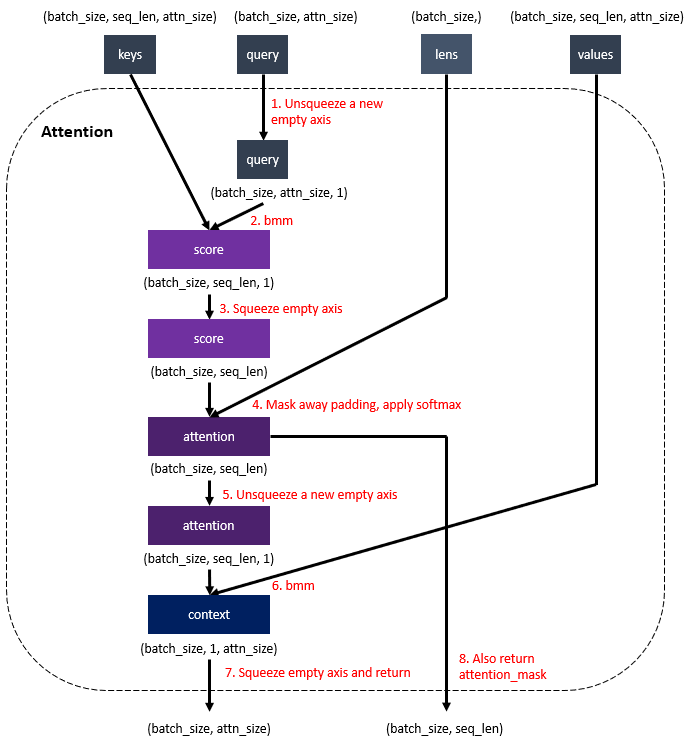 (batch_size, seq_len, attn_size)
(batch_size, attn_size)
(batch_size,)
(batch_size, seq_len, attn_size)
keys
query
lens
values
1. Unsqueeze a new
empty axis
Attention
query
(batch_size, attn_size, 1)
2. bmm
score
(batch_size, seq_len, 1)
3. Squeeze empty axis
score
(batch_size, seq_len)
4. Mask away padding, apply softmax
attention
(batch_size, seq_len)
5. Unsqueeze a new empty axis
attention
(batch_size, seq_len, 1)
6. bmm
context
(batch_size, 1, attn_size)
7. Squeeze empty axis and return
8. Also return
attention_mask
(batch_size, attn_size)
(batch_size, seq_len)